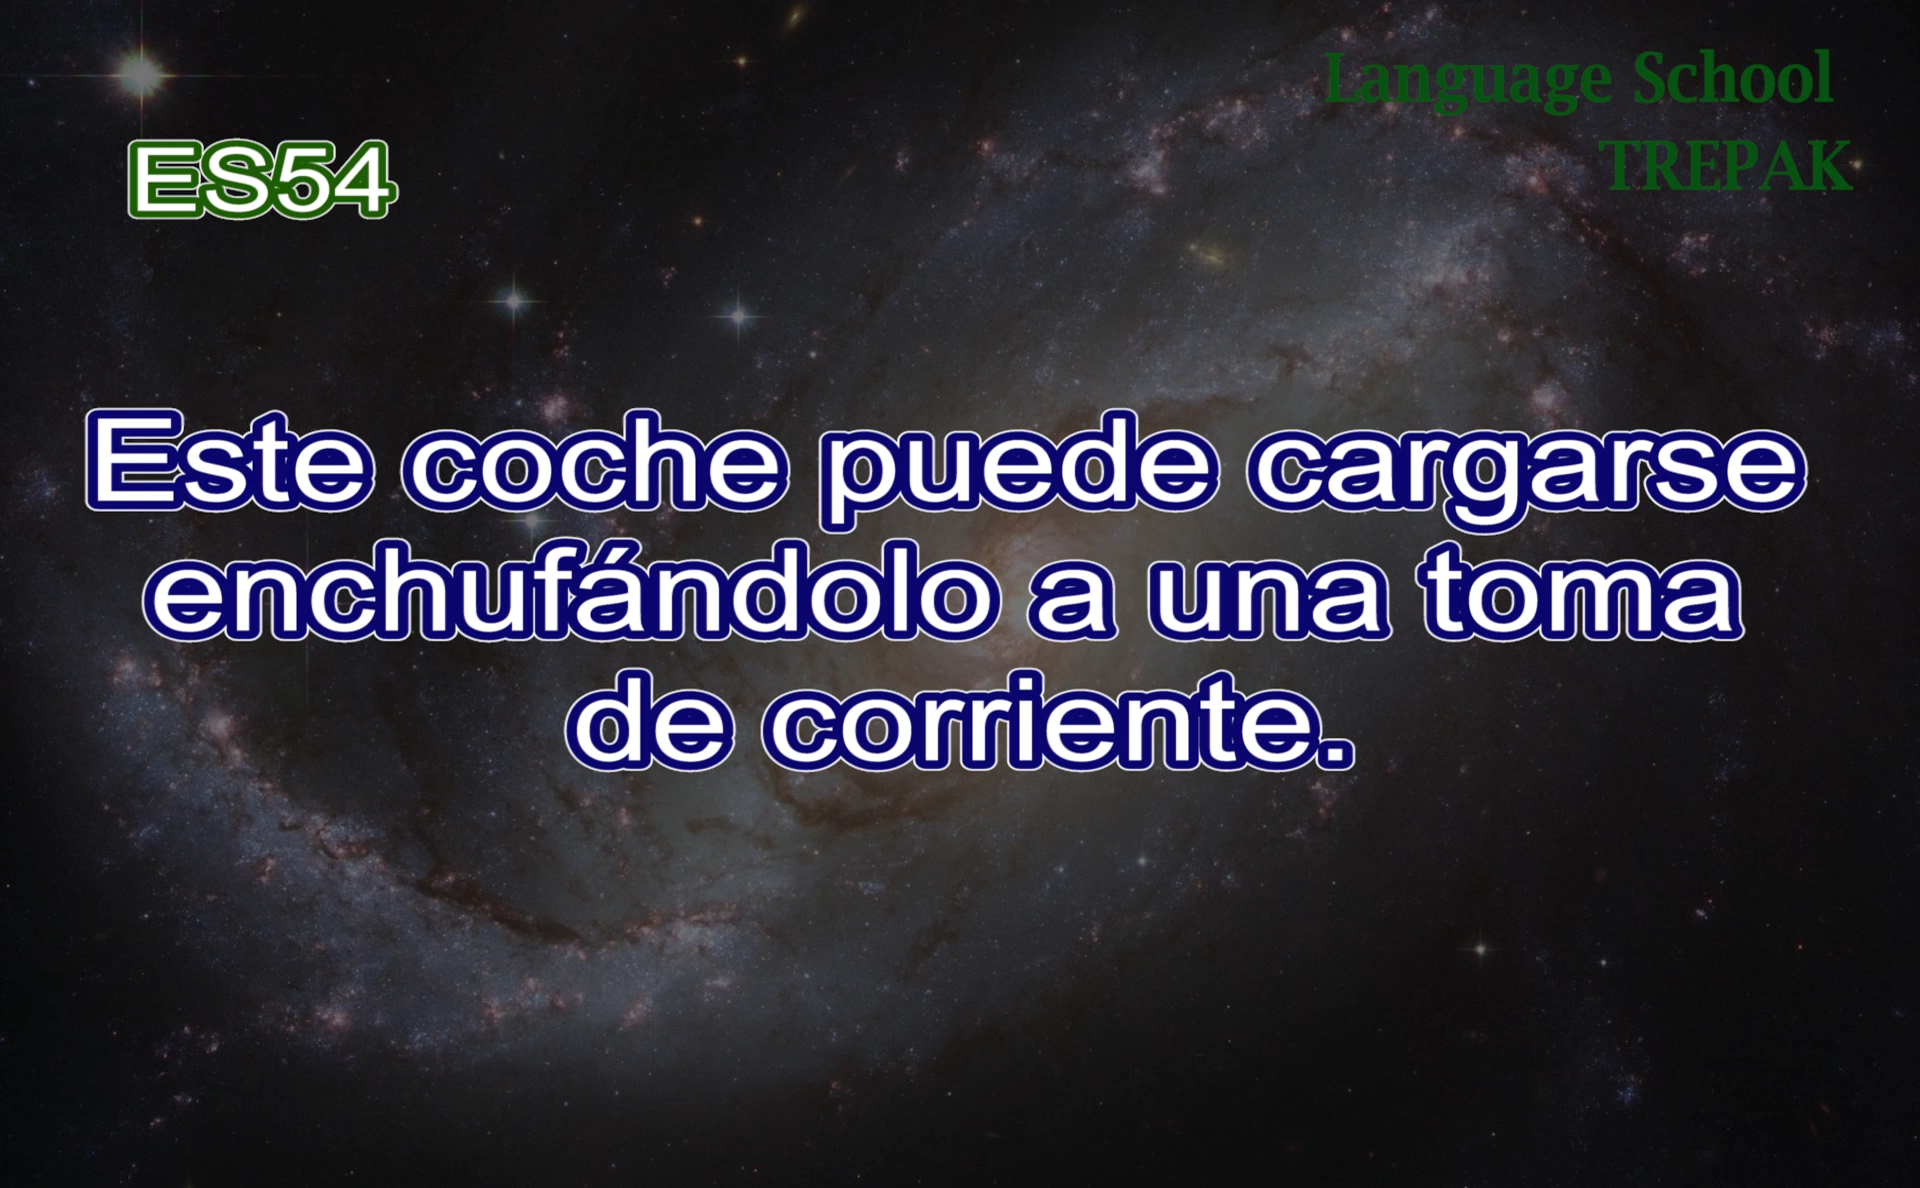 Language School
TREPAK
ES54
Este coche puede cargarse
enchufándolo a una toma
de corriente.